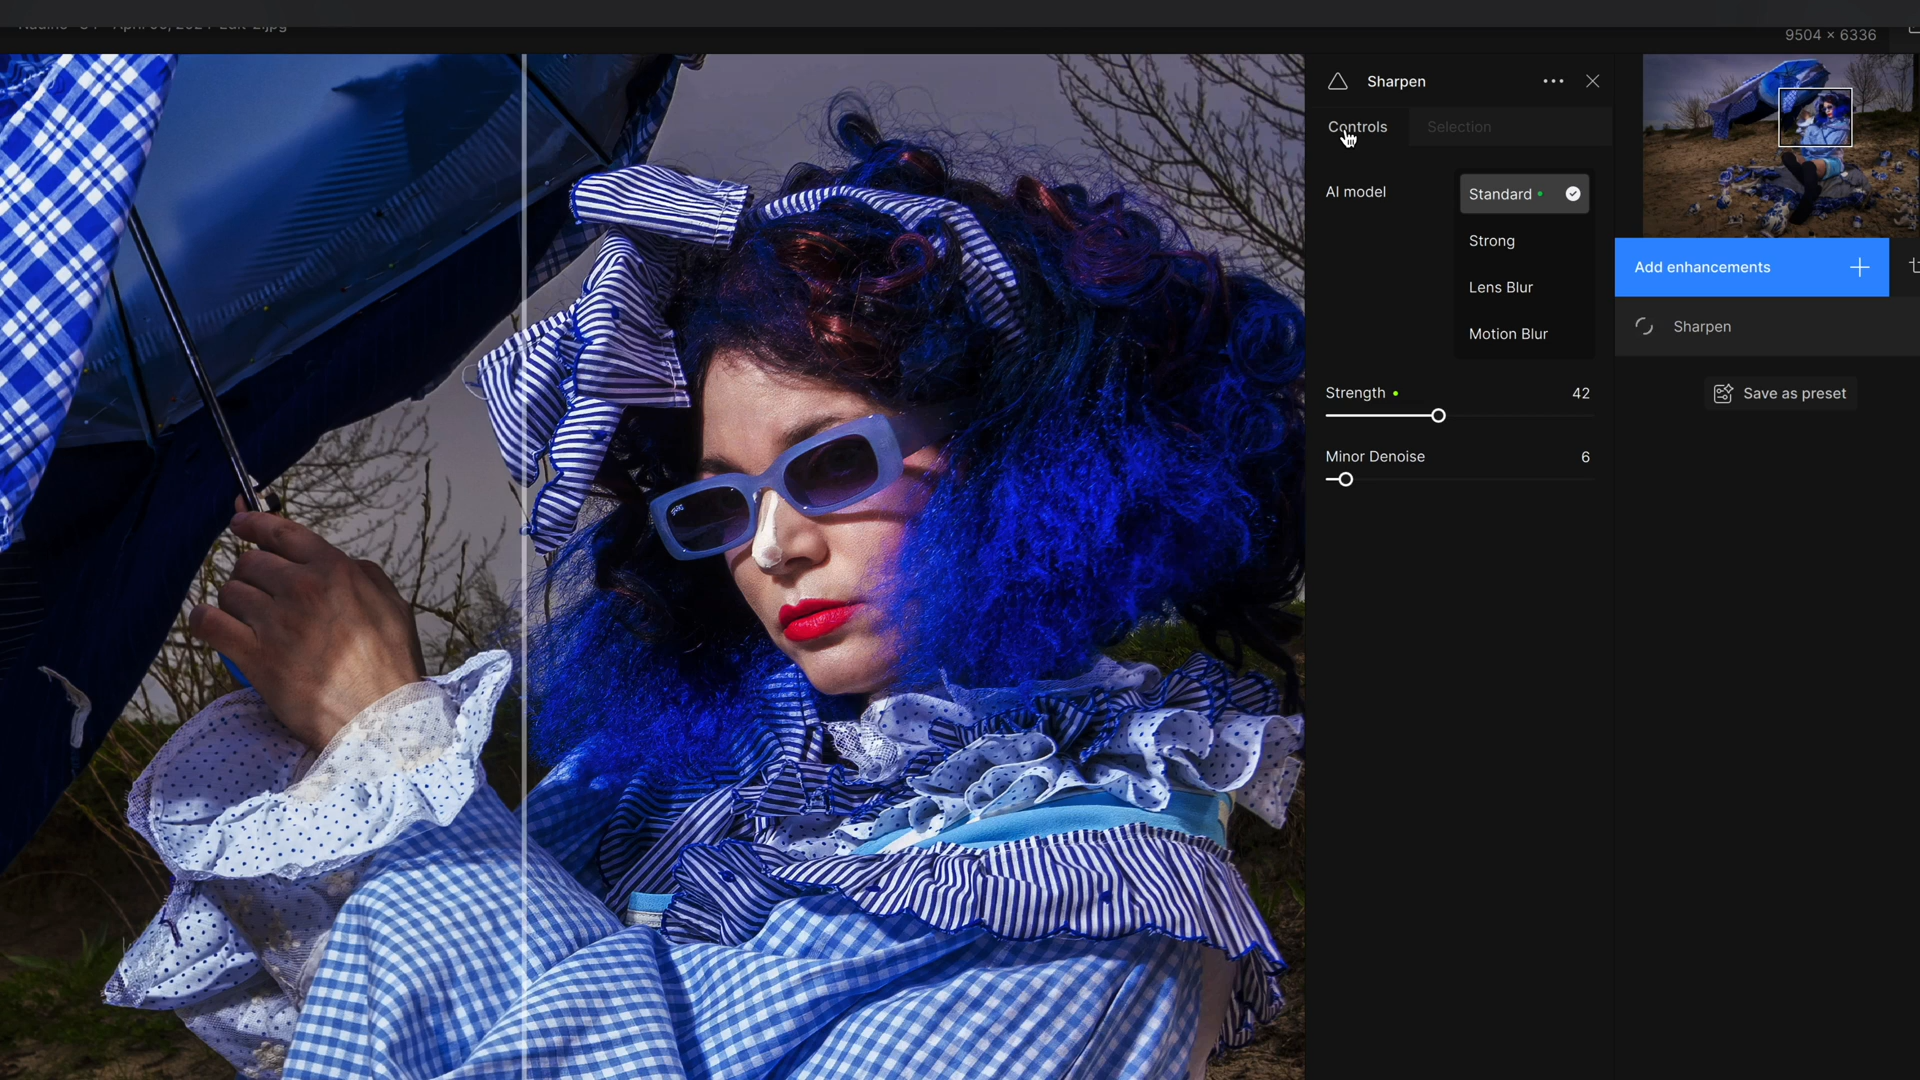 9504 × 6336
Sharpen
Controls
Selection
AI model
Standard
Strong
Lens Blur
Motion Blur
Strength
42
Minor Denoise
6
Add enhancements
Sharpen
Save as preset